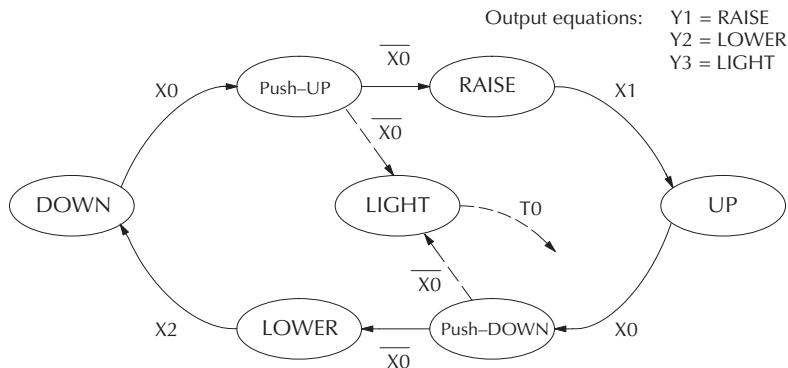 Output equations: Y1 = RAISE
Y2 = LOWER
Y3 = LIGHT
X0
Push–UP
X̅0̅
RAISE
X1
X̅0̅
DOWN
LIGHT
T0
UP
X̅0̅
X2
LOWER
X̅0̅
Push–DOWN
X0